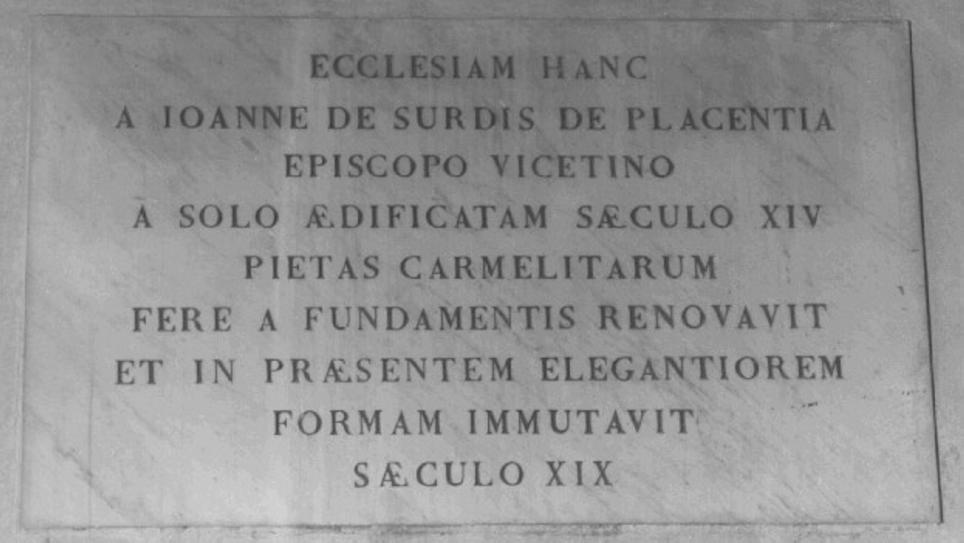 ECCLESIAM HANC
A IOANNE DE SURDIS DE PLACENTIA
EPISCOPO VICETINO
A SOLO ÆDIFICATAM SÆCULO XIV
PIETAS CARMELITARUM
FERE A FUNDAMENTIS RENOVAVIT
ET IN PRÆSENTEM ELEGANTIOREM
FORMAM IMMUTAVIT
SÆCULO XIX